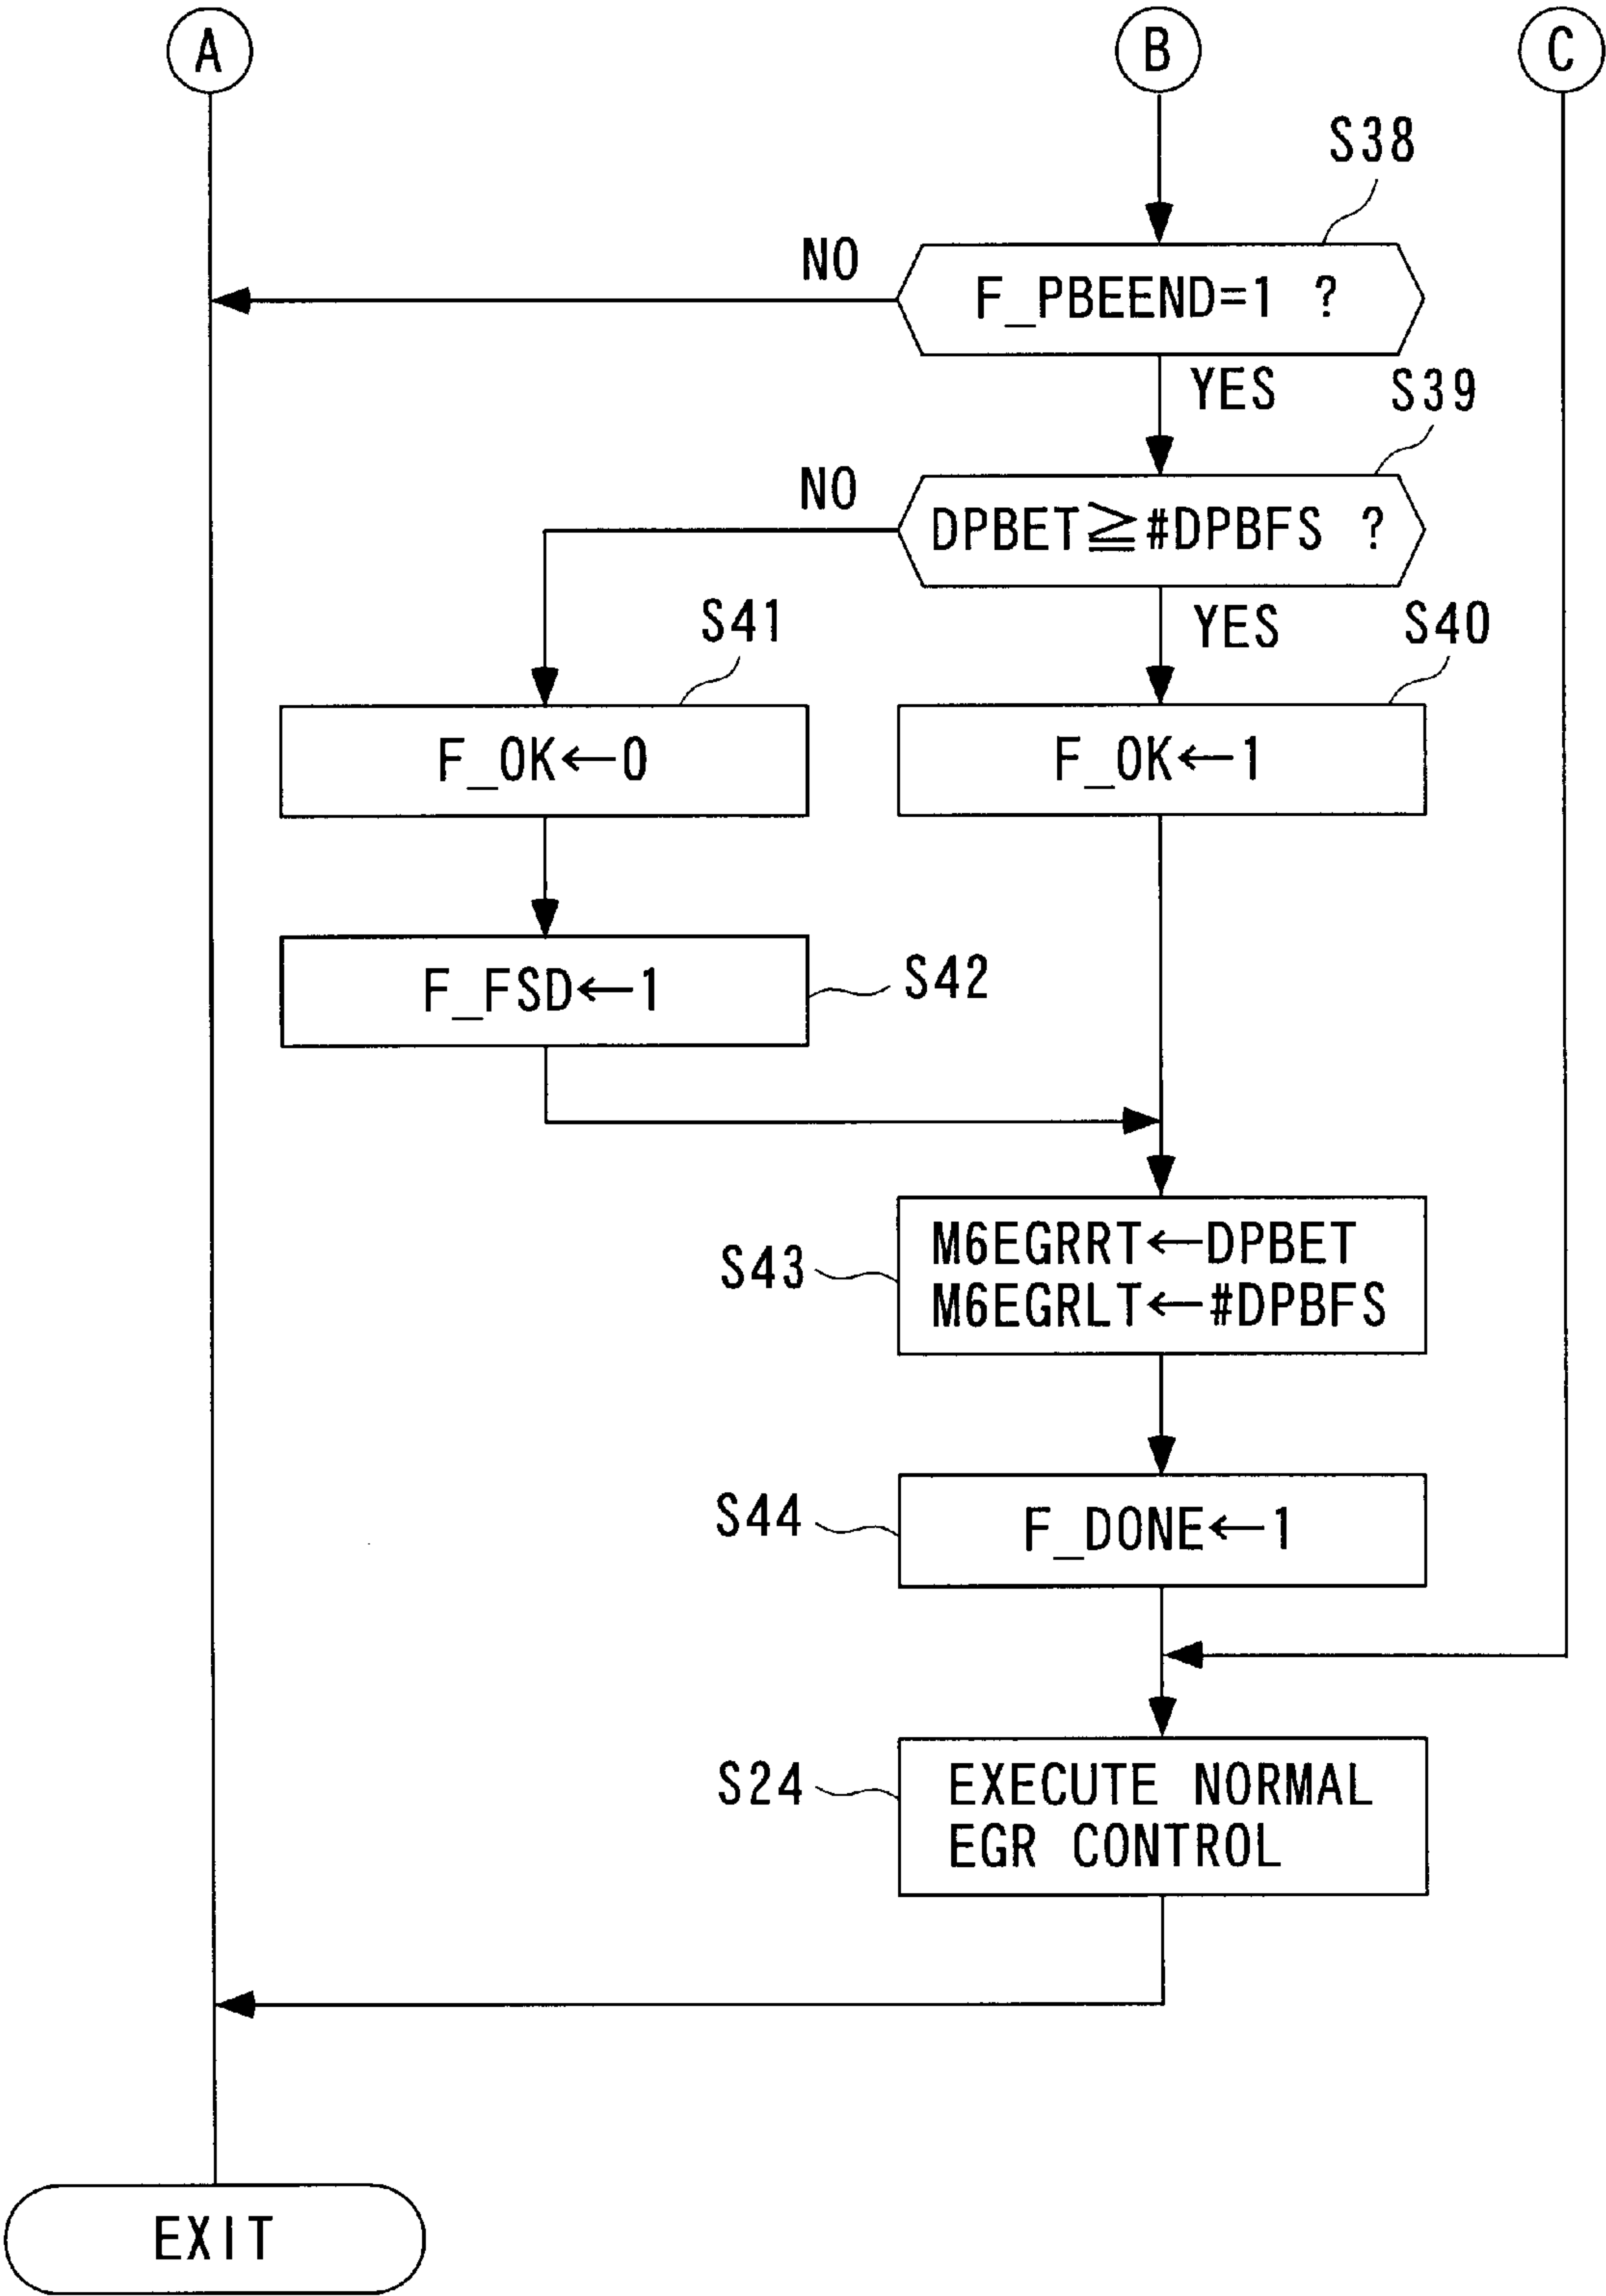 A
B
C
S38
NO
F_PBEEND=1 ?
YES
S39
NO
DPBET≧#DPBFS ?
S41
YES
S40
F_OK←0
F_OK←1
F_FSD←1
S42
S43
M6EGRRT←DPBET
M6EGRLT←#DPBFS
S44
F_DONE←1
S24
EXECUTE NORMAL
EGR CONTROL
EXIT